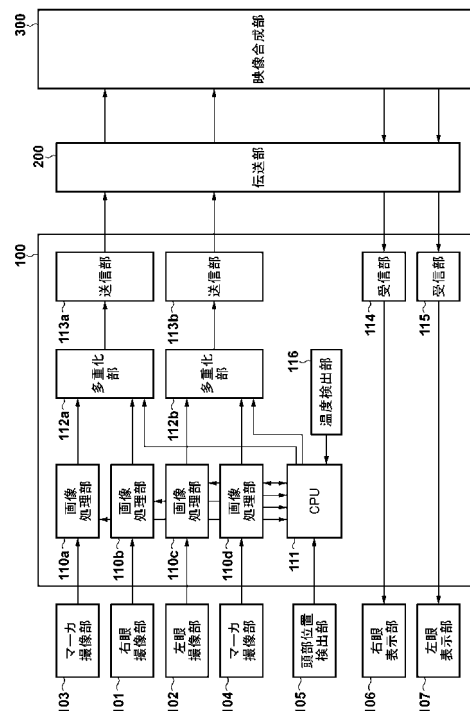 103
マーカ
撮像部
101
右眼
撮像部
102
左眼
撮像部
104
マーカ
撮像部
105
頭部位置
検出部
106
右眼
表示部
107
左眼
表示部
100
110a
画像
処理部
110b
画像
処理部
110c
画像
処理部
110d
画像
処理部
111
CPU
112a
多重化
部
112b
多重化
部
116
温度検出部
113a
送信部
113b
送信部
114
受信部
115
受信部
200
伝送部
300
映像合成部